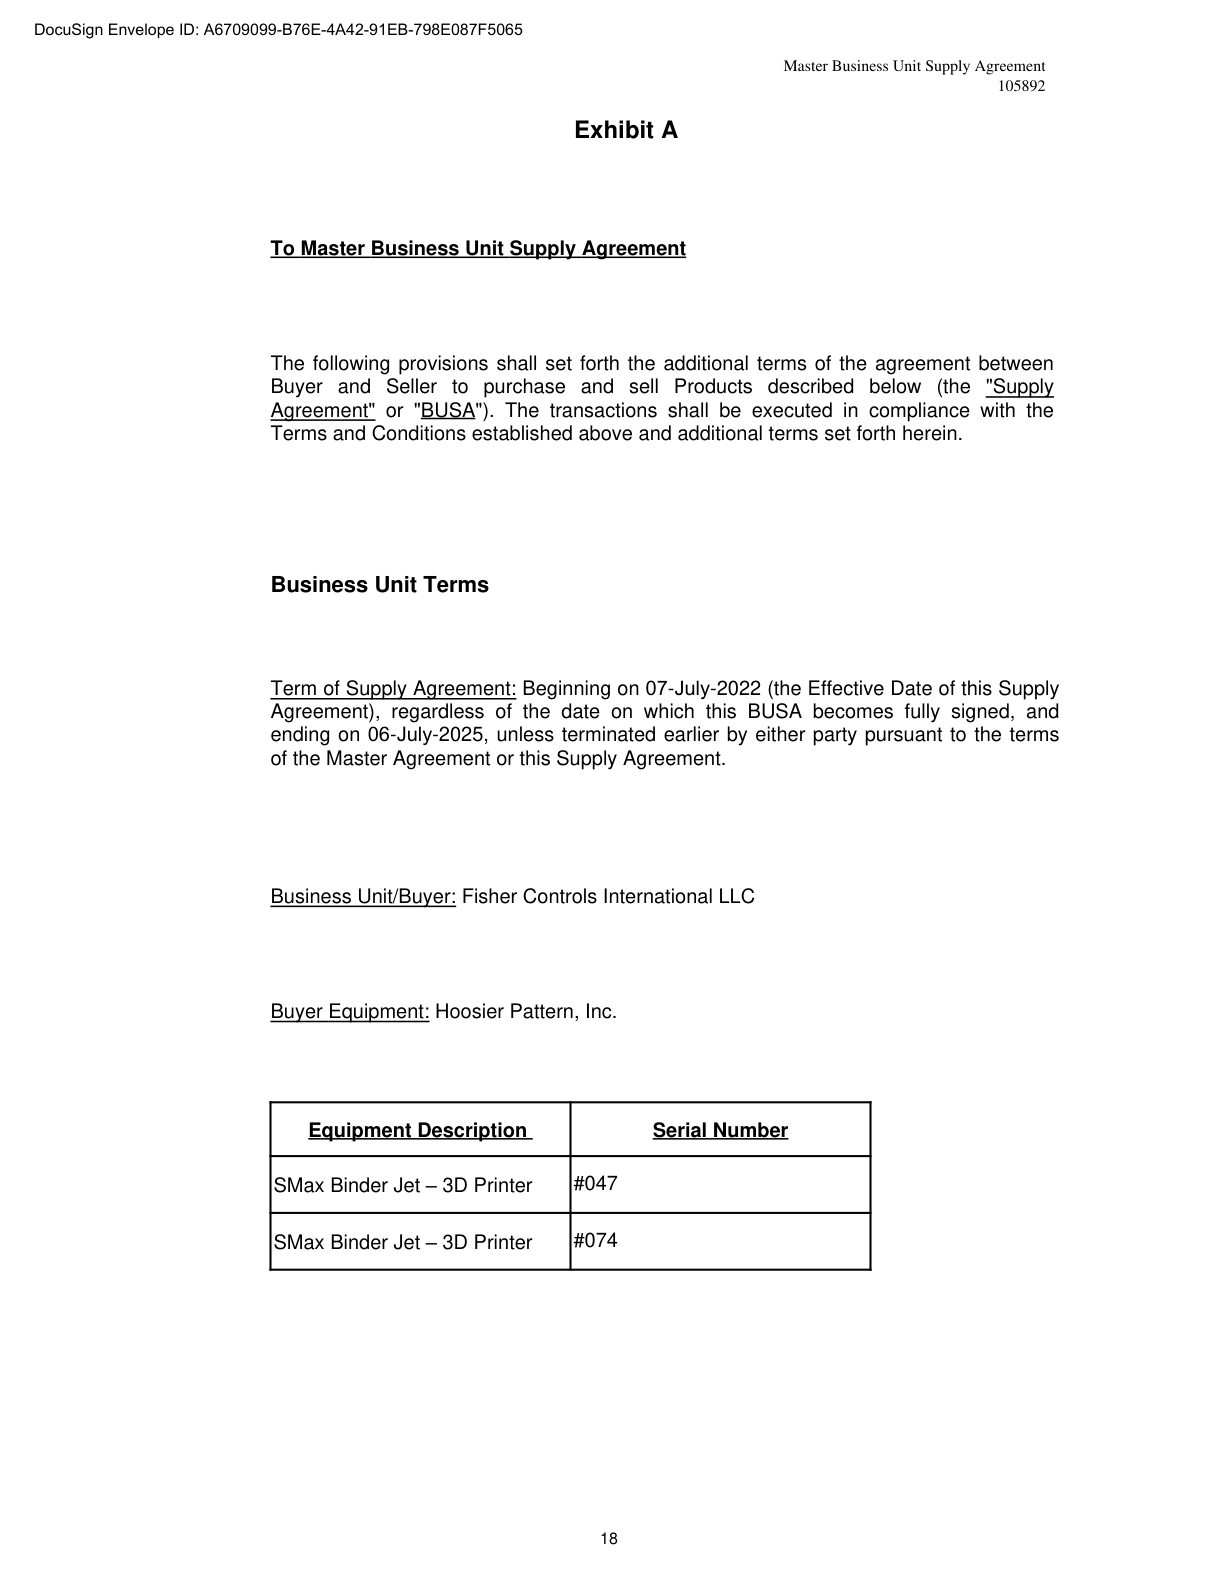 DocuSign Envelope ID: A6709099-B76E-4A42-91EB-798E087F5065
Master Business Unit Supply Agreement
105892
Exhibit A
To Master Business Unit Supply Agreement
The following provisions shall set forth the additional terms of the agreement between
Buyer and Seller to purchase and sell Products described below (the "Supply
Agreement" or "BUSA"). The transactions shall be executed in compliance with the
Terms and Conditions established above and additional terms set forth herein.
Business Unit Terms
Term of Supply Agreement: Beginning on 07-July-2022 (the Effective Date of this Supply
Agreement), regardless of the date on which this BUSA becomes fully signed, and
ending on 06-July-2025, unless terminated earlier by either party pursuant to the terms
of the Master Agreement or this Supply Agreement.
Business Unit/Buyer: Fisher Controls International LLC
Buyer Equipment: Hoosier Pattern, Inc.
Equipment Description Serial Number
SMax Binder Jet – 3D Printer #047
SMax Binder Jet – 3D Printer #074
18